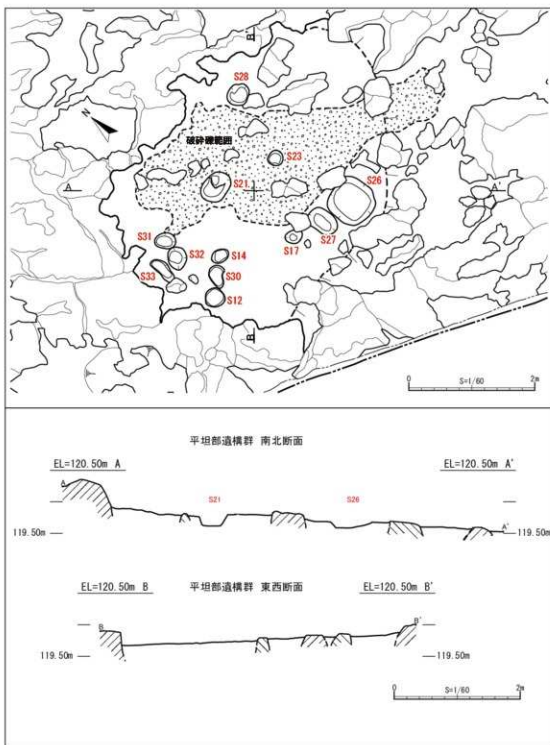 B
S28
N
破砕礫範囲
S23
A
S21
S26
A'
S27
S31
S17
S32
S14
S33
S30
S12
B
0 S=1/60 2m
平坦部遺構群 南北断面
EL=120.50m A
EL=120.50m A'
A
S21
S26
119.50m
A'
119.50m
EL=120.50m B
平坦部遺構群 東西断面
EL=120.50m B'
B
B'
119.50m
119.50m
0 S=1/60 2m